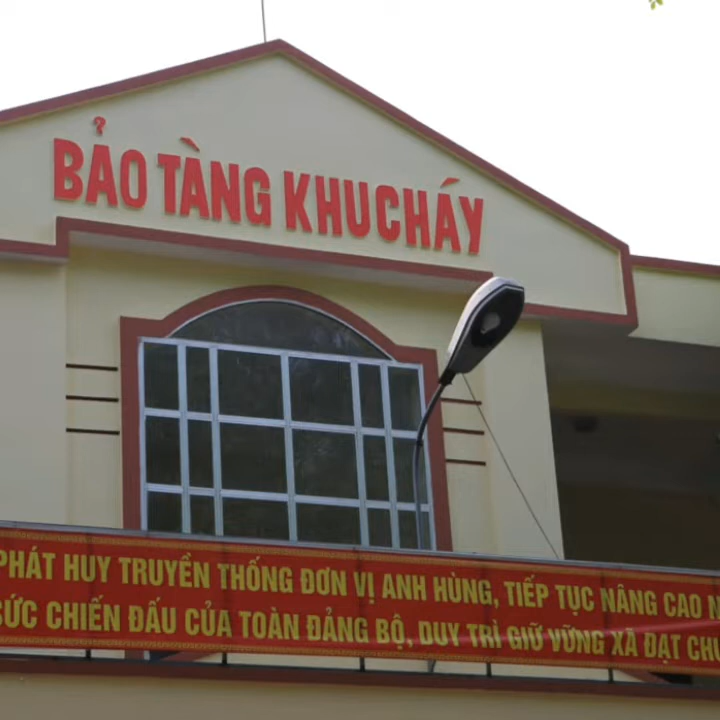 BẢO TÀNG KHU CHÁY
PHÁT HUY TRUYỀN THỐNG ĐƠN VỊ ANH HÙNG, TIẾP TỤC NÂNG CAO
SỨC CHIẾN ĐẤU CỦA TOÀN ĐẢNG BỘ, DUY TRÌ GIỮ VỮNG XÃ ĐẠT